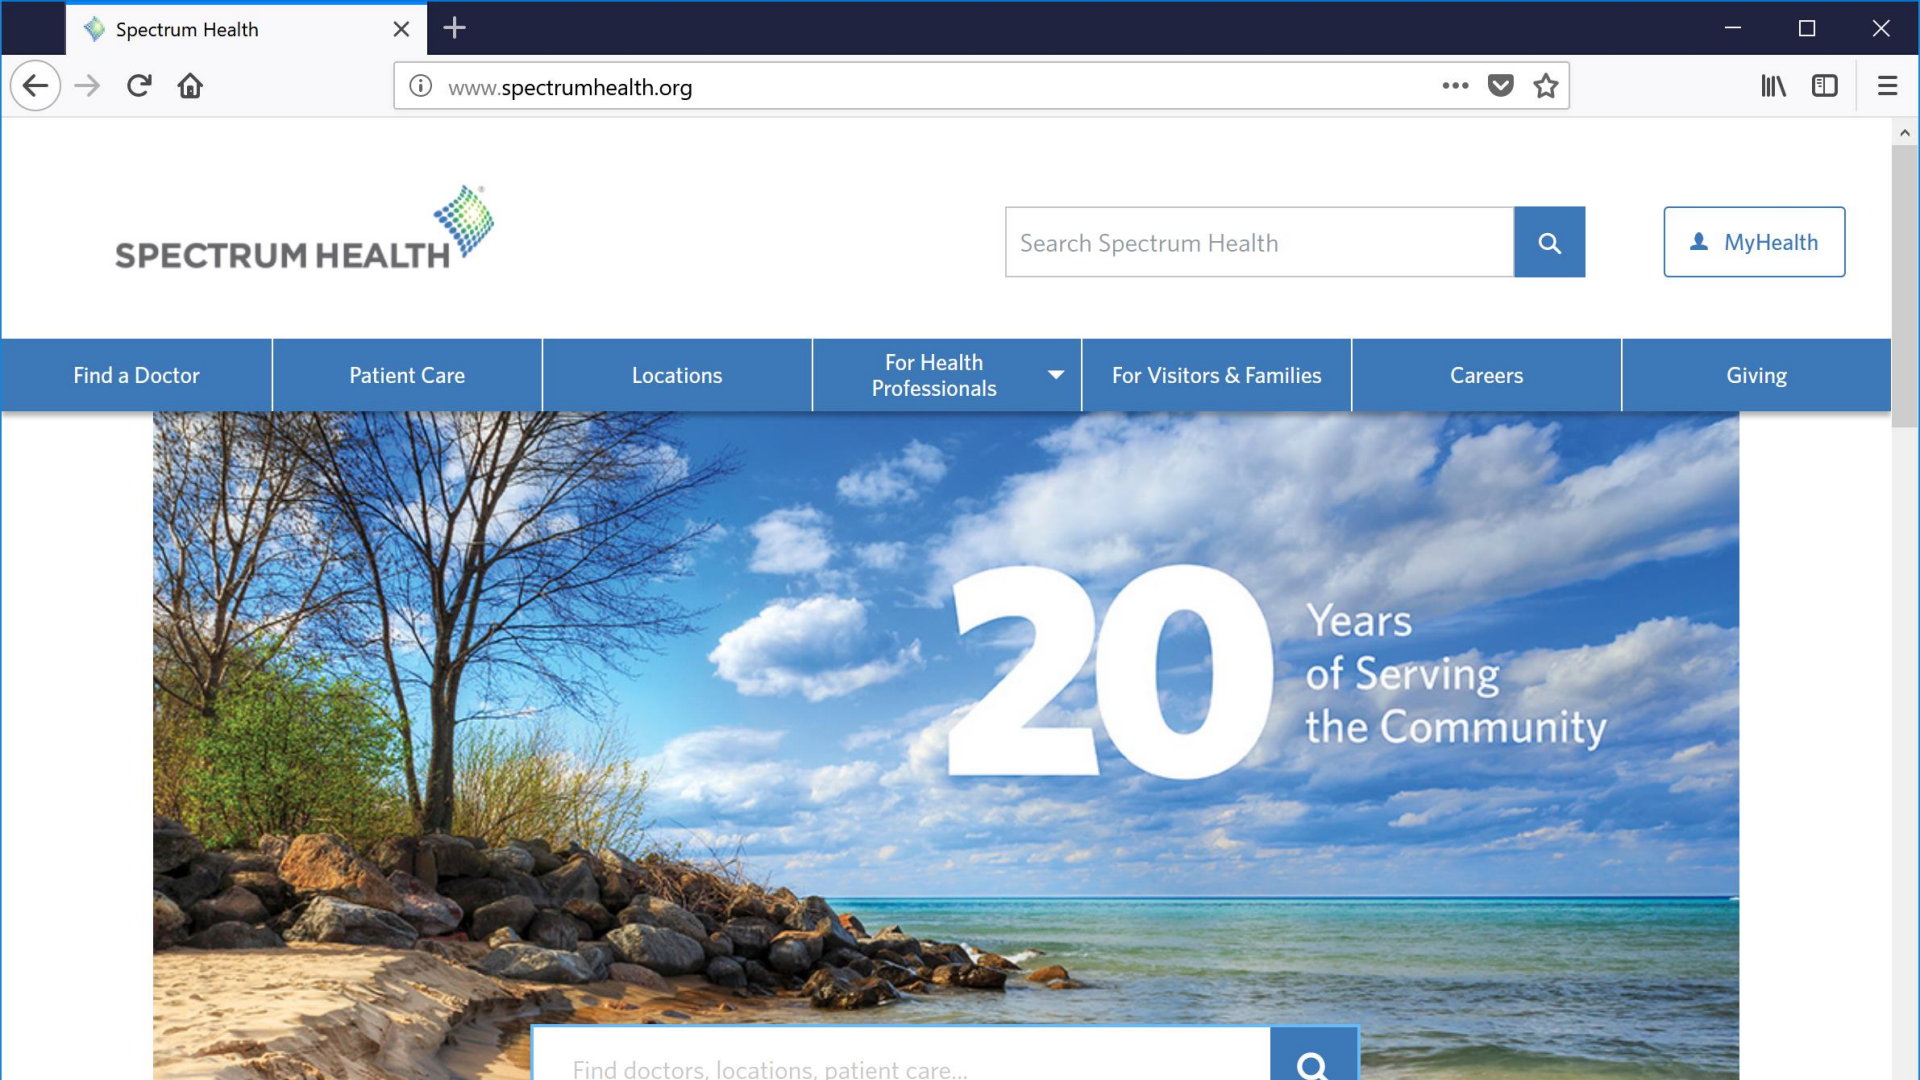 Spectrum Health
www.spectrumhealth.org
SPECTRUM HEALTH®
Search Spectrum Health
MyHealth
Find a Doctor
Patient Care
Locations
For Health
Professionals
For Visitors & Families
Careers
Giving
20
Years
of Serving
the Community
Find doctors, locations, patient care...